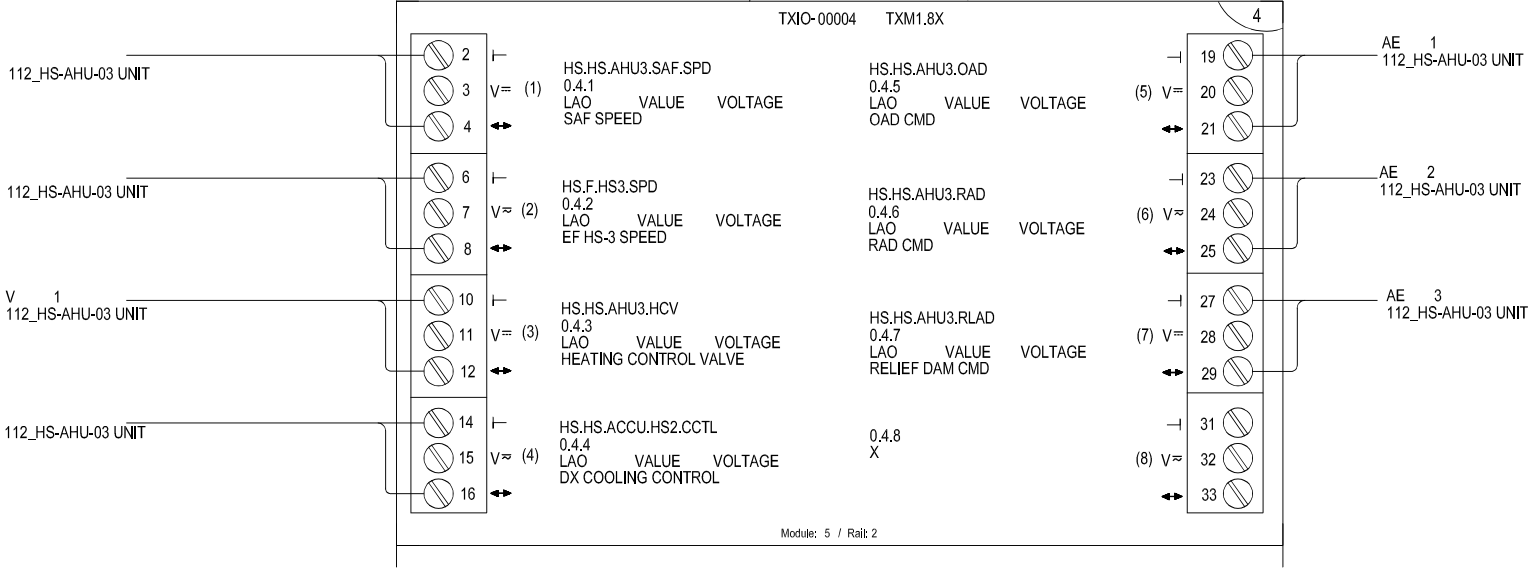 TXIO-00004 TXM1.8X
4
112_HS-AHU-03 UNIT
2
3 V (1)
4
HS.HS.AHU3.SAF.SPD
0.4.1
LAO VALUE VOLTAGE
SAF SPEED
112_HS-AHU-03 UNIT
6
7 V (2)
8
HS.F.HS3.SPD
0.4.2
LAO VALUE VOLTAGE
EF HS-3 SPEED
V 1
112_HS-AHU-03 UNIT
10
11 V (3)
12
HS.HS.AHU3.HCV
0.4.3
LAO VALUE VOLTAGE
HEATING CONTROL VALVE
112_HS-AHU-03 UNIT
14
15 V (4)
16
HS.HS.ACCU.HS2.CCTL
0.4.4
LAO VALUE VOLTAGE
DX COOLING CONTROL
HS.HS.AHU3.OAD
0.4.5
LAO VALUE VOLTAGE
OAD CMD
19
(5) V 20
21
AE 1
112_HS-AHU-03 UNIT
HS.HS.AHU3.RAD
0.4.6
LAO VALUE VOLTAGE
RAD CMD
23
(6) V 24
25
AE 2
112_HS-AHU-03 UNIT
HS.HS.AHU3.RLAD
0.4.7
LAO VALUE VOLTAGE
RELIEF DAM CMD
27
(7) V 28
29
AE 3
112_HS-AHU-03 UNIT
0.4.8
X
31
(8) V 32
33
Module: 5 / Rail: 2